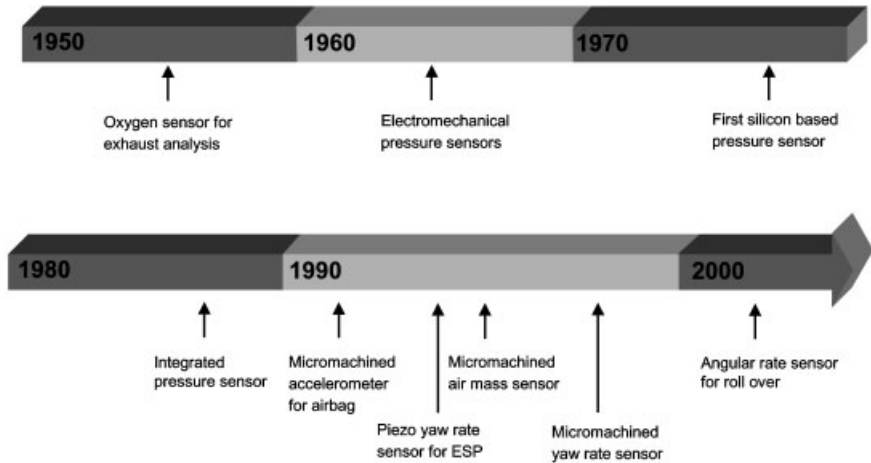 1950
1960
1970
Oxygen sensor for
exhaust analysis
Electromechanical
pressure sensors
First silicon based
pressure sensor
1980
1990
2000
Integrated
pressure sensor
Micromachined
accelerometer
for airbag
Piezo yaw rate
sensor for ESP
Micromachined
air mass sensor
Micromachined
yaw rate sensor
Angular rate sensor
for roll over